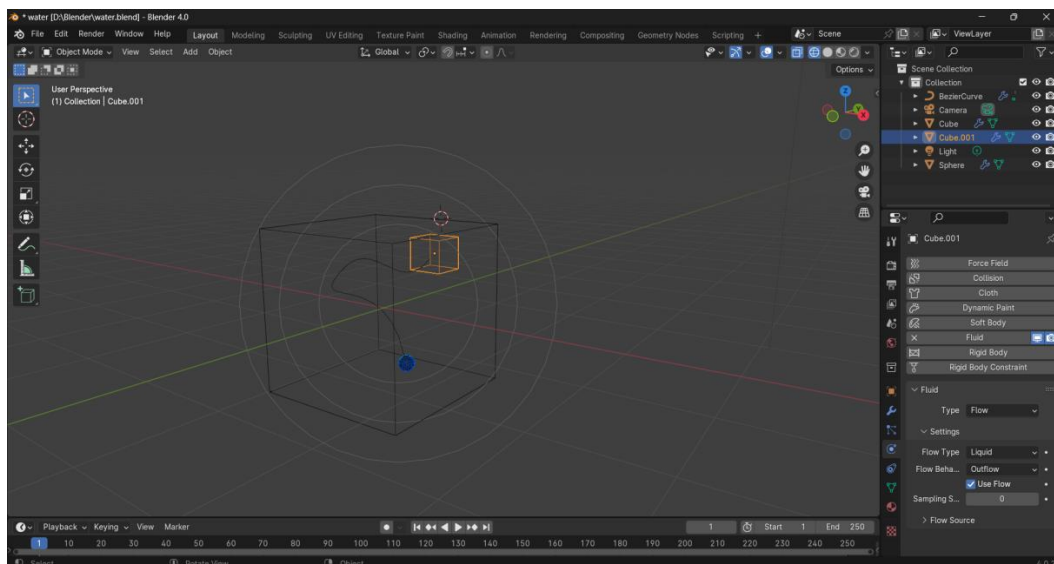 * water [D:\Blender\water.blend] - Blender 4.0
File Edit Render Window Help Layout Modeling Sculpting UV Editing Texture Paint Shading Animation Rendering Compositing Geometry Nodes Scripting + Scene ViewLayer
Object Mode View Select Add Object Global
Options
User Perspective
(1) Collection | Cube.001
Z
X
Scene Collection
Collection
BezierCurve
Camera
Cube
Cube.001
Light
Sphere
Cube.001
Force Field
Collision
Cloth
Dynamic Paint
Soft Body
Fluid
Rigid Body
Rigid Body Constraint
Fluid
Type Flow
Settings
Flow Type Liquid
Flow Beha... Outflow
Use Flow
Sampling S... 0
Flow Source
Playback Keying View Marker 1 Start 1 End 250
1 10 20 30 40 50 60 70 80 90 100 110 120 130 140 150 160 170 180 190 200 210 220 230 240 250
Select Rotate View Object